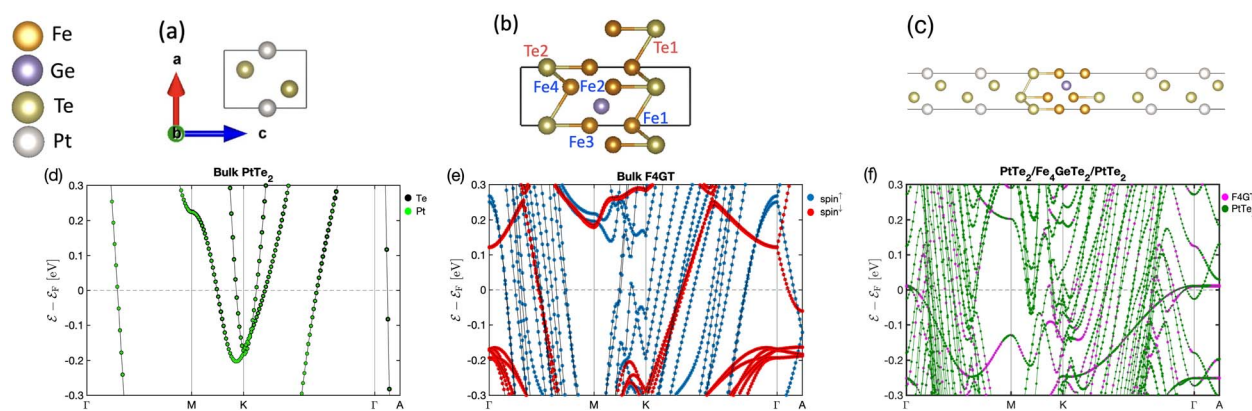 Fe
Ge
Te
Pt
(a)
a
b
c
(b)
Te2
Te1
Fe4
Fe2
Fe1
Fe3
(c)
(d)
Bulk PtTe₂
Te
Pt
ℰ − ℰ_F [eV]
0.3
0.2
0.1
0
-0.1
-0.2
-0.3
Γ M K Γ A
(e)
Bulk F4GT
spin↑
spin↓
ℰ − ℰ_F [eV]
0.3
0.2
0.1
0
-0.1
-0.2
-0.3
Γ M K Γ A
(f)
PtTe₂/Fe₄GeTe₂/PtTe₂
F4GT
PtTe
ℰ − ℰ_F [eV]
0.3
0.2
0.1
0
-0.1
-0.2
-0.3
Γ M K Γ A